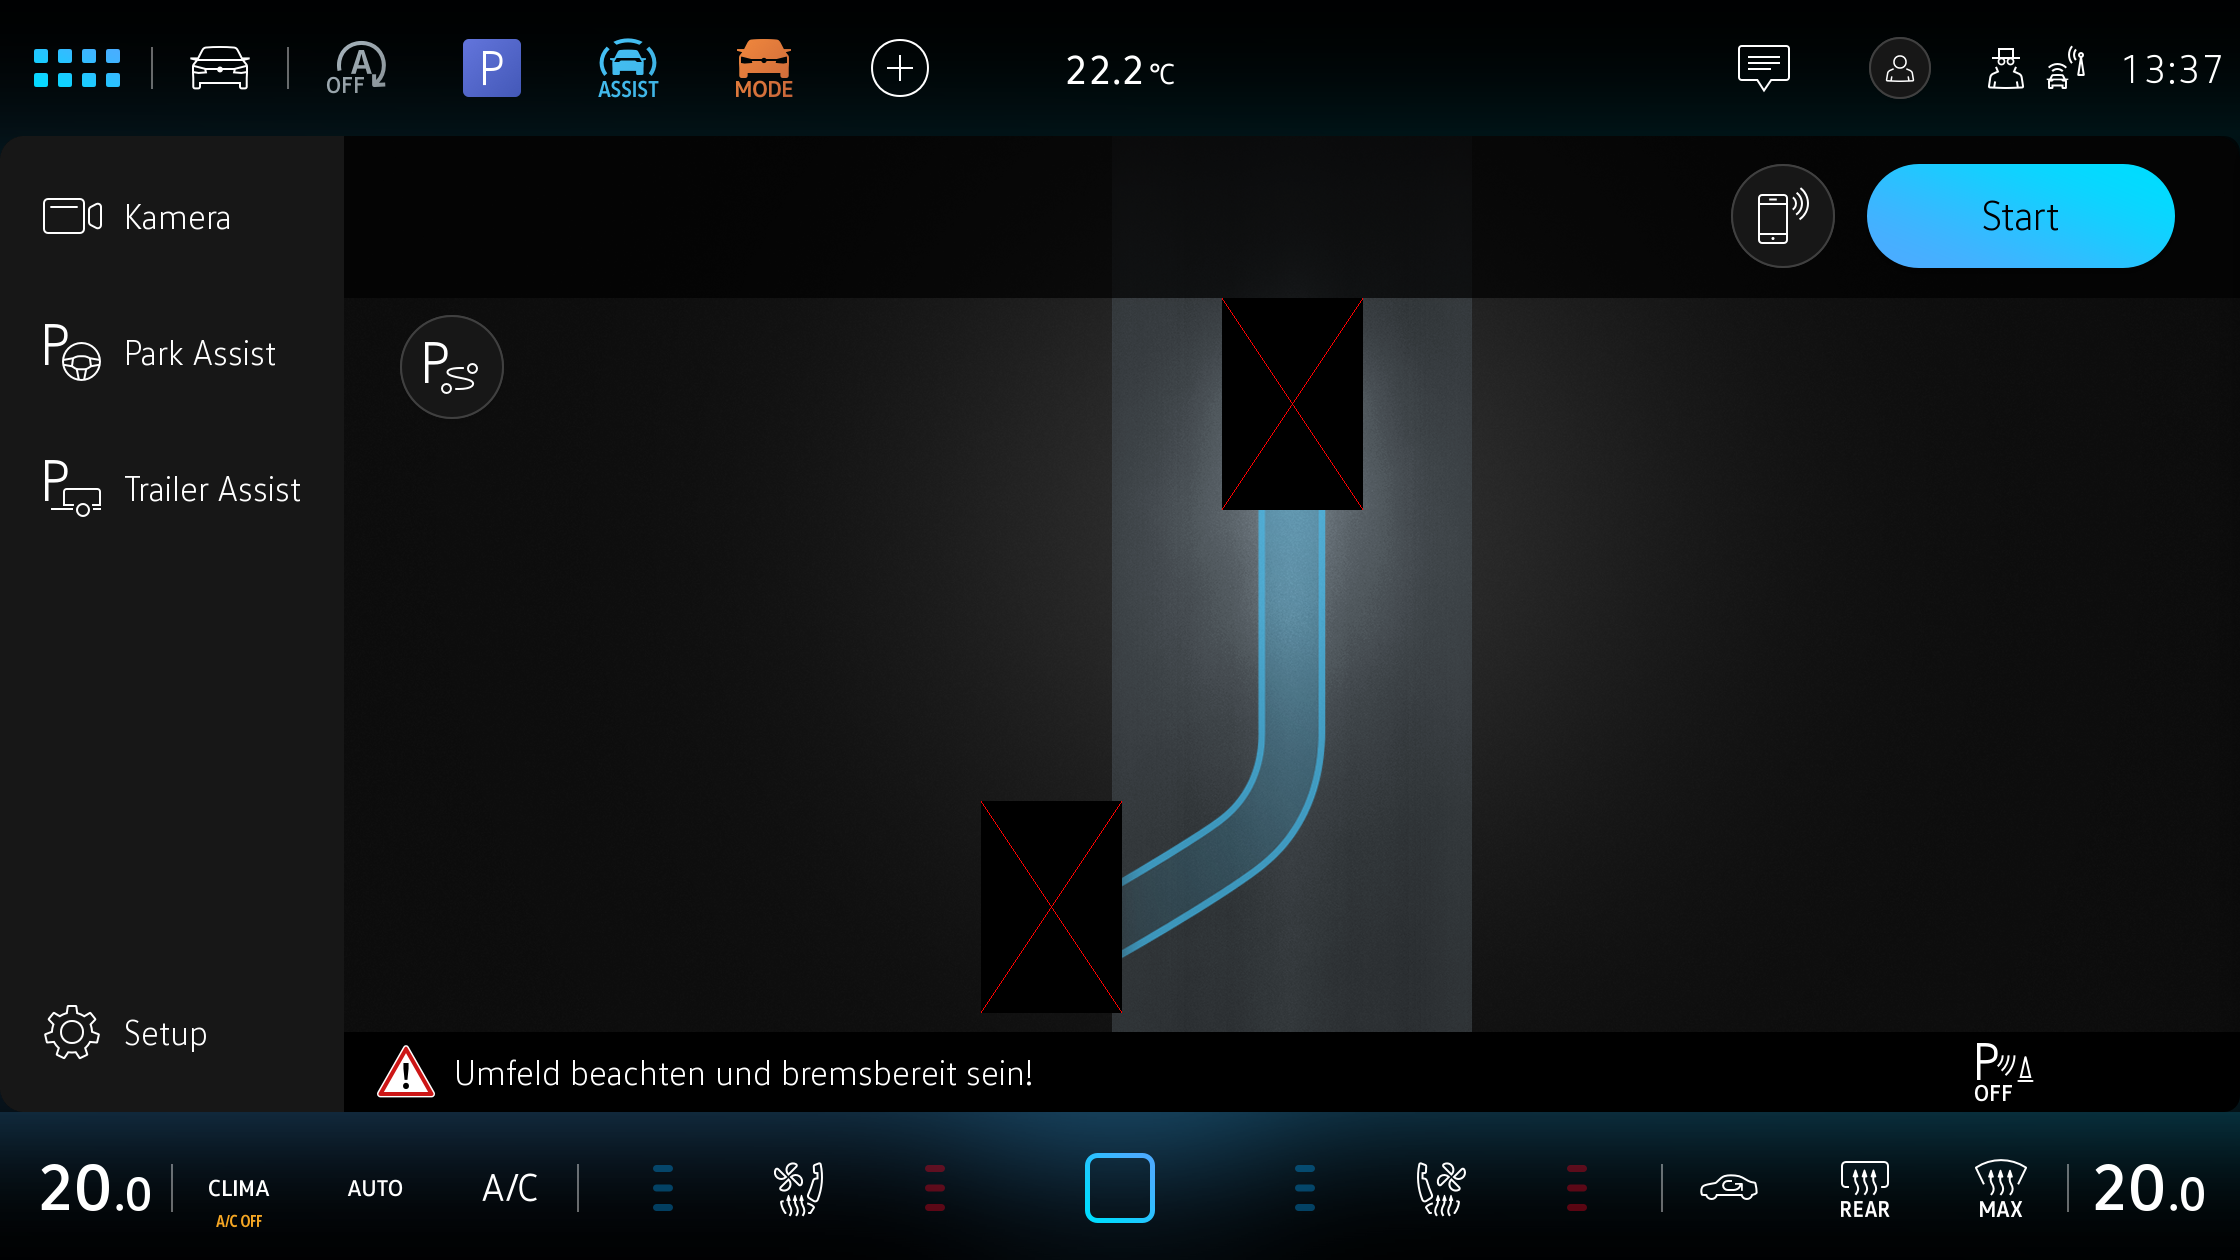 A
OFF
P
ASSIST
MODE
22.2 °C
13:37
Kamera
Start
P
Park Assist
P
P
Trailer Assist
Setup
Umfeld beachten und bremsbereit sein!
P
OFF
20.0
CLIMA
A/C OFF
AUTO
A/C
REAR
MAX
20.0